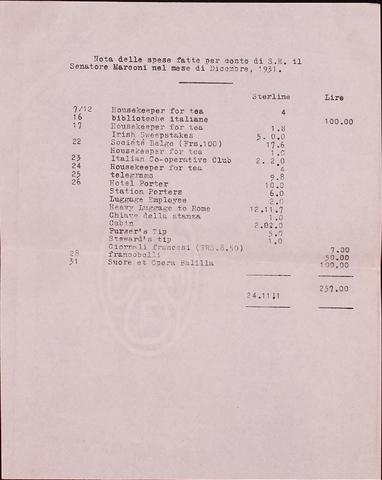 Nota delle spese fatte per conto di S.E. il
Senatore Marconi nel mese di Dicembre, 1931.
Sterline Lire
7/12 Housekeeper for tea 4
16 biblioteche italiane 100.00
17 Housekeeper for tea 1.8
Irish Sweepstakes 5. 0.0
22 Société Belge (Frs.100) 17.6
Housekeeper for tea 1.0
23 Italian Co-operative Club 2. 2.0
24 Housekeeper for tea 4
25 telegrams 9.8
26 Hotel Porter 10.0
Station Porters 6.0
Luggage Employee 2.0
Heavy Luggage to Rome 12.11.7
Chiave della stanza 1.0
Cabin 2.02.0
Purser's Tip 5.0
Steward's tip 1.0
Giornali francesi (FRS.8.50) 7.00
28 francobolli 50.00
31 Suore et Opera Balilla 100.00
257.00
24.11.11